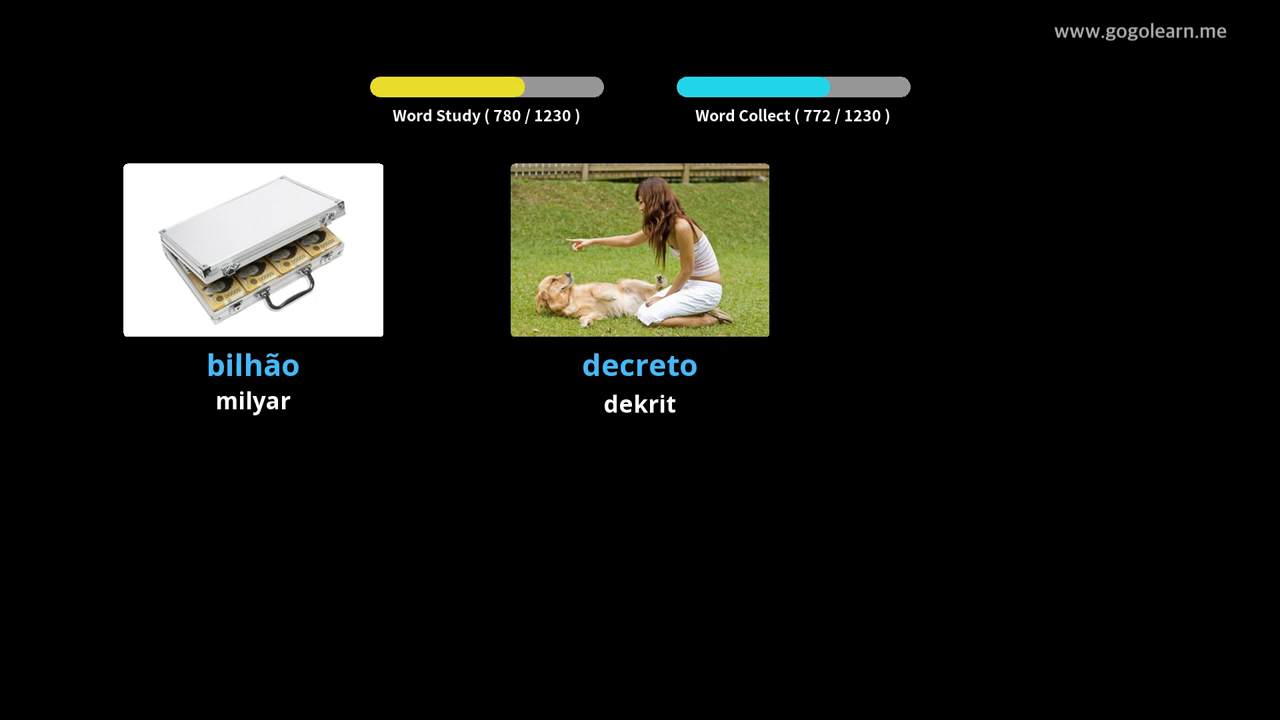 www.gogolearn.me
Word Study ( 780 / 1230 )
Word Collect ( 772 / 1230 )
bilhão
milyar
decreto
dekrit